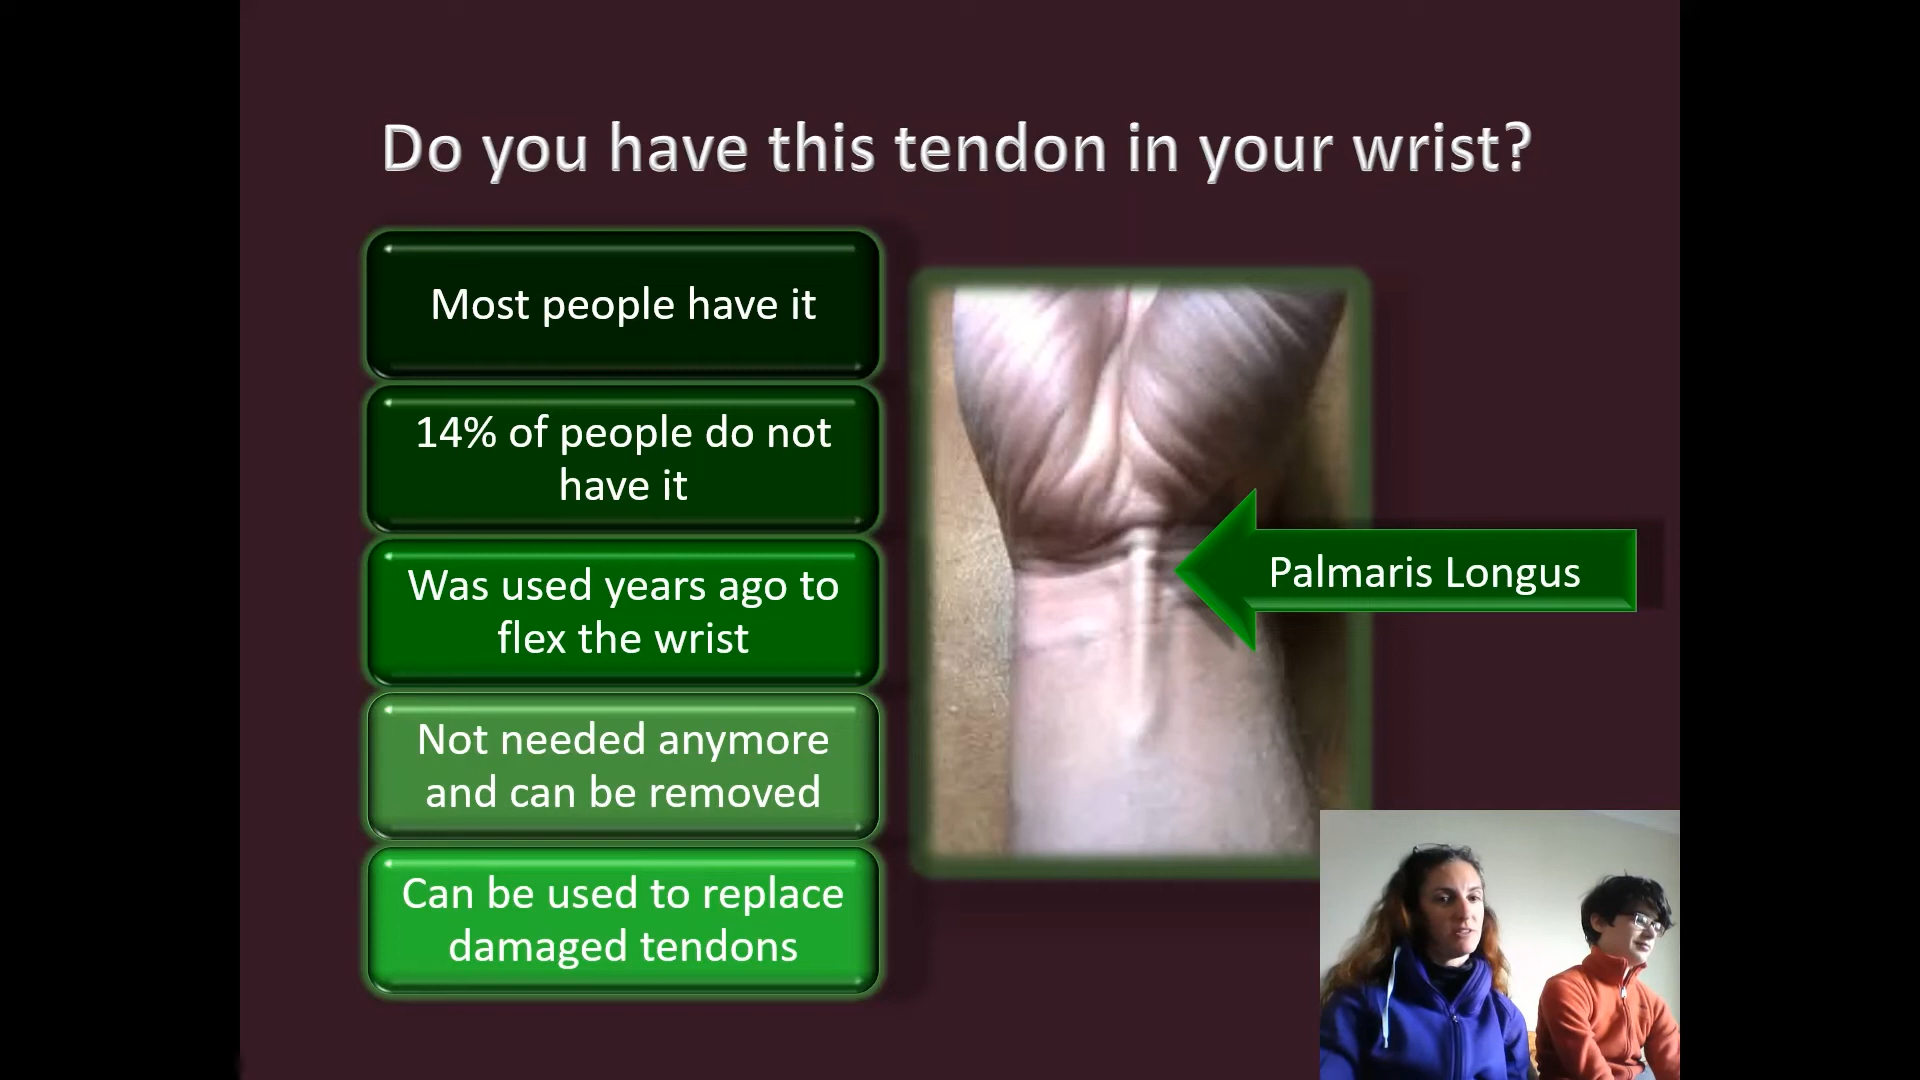 Do you have this tendon in your wrist?
Most people have it
14% of people do not
have it
Was used years ago to
flex the wrist
Not needed anymore
and can be removed
Can be used to replace
damaged tendons
Palmaris Longus